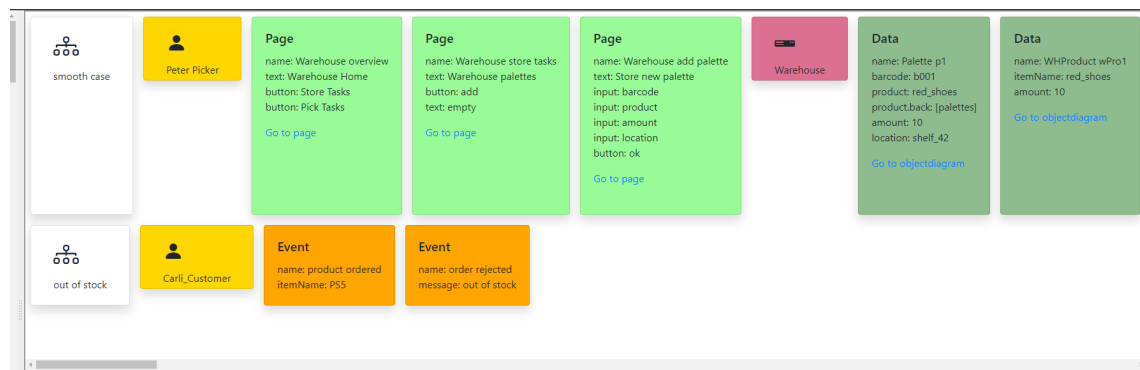 smooth case
Peter Picker
Page
name: Warehouse overview
text: Warehouse Home
button: Store Tasks
button: Pick Tasks
Go to page
Page
name: Warehouse store tasks
text: Warehouse palettes
button: add
text: empty
Go to page
Page
name: Warehouse add palette
text: Store new palette
input: barcode
input: product
input: amount
input: location
button: ok
Go to page
Warehouse
Data
name: Palette p1
barcode: b001
product: red_shoes
product.back: [palettes]
amount: 10
location: shelf_42
Go to objectdiagram
Data
name: WHProduct wPro1
itemName: red_shoes
amount: 10
Go to objectdiagram
out of stock
Carli_Customer
Event
name: product ordered
itemName: PS5
Event
name: order rejected
message: out of stock